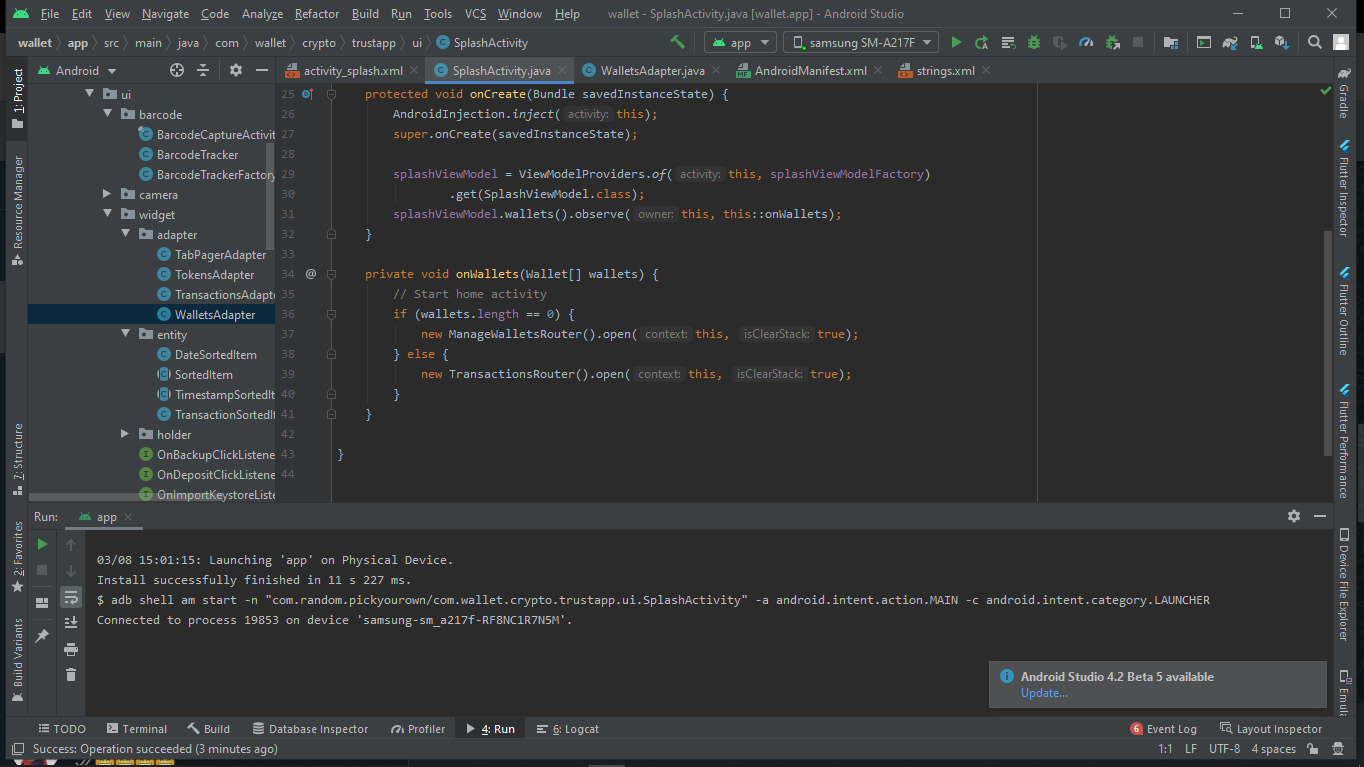 File Edit View Navigate Code Analyze Refactor Build Run Tools VCS Window Help wallet - SplashActivity.java [wallet.app] - Android Studio
wallet app src main java com wallet crypto trustapp ui SplashActivity app samsung SM-A217F
Android activity_splash.xml SplashActivity.java WalletsAdapter.java AndroidManifest.xml strings.xml
1: Project
Resource Manager
7: Structure
2: Favorites
Build Variants
ui
barcode
BarcodeCaptureActivit
BarcodeTracker
BarcodeTrackerFactory
camera
widget
adapter
TabPagerAdapter
TokensAdapter
TransactionsAdapte
WalletsAdapter
entity
DateSortedItem
SortedItem
TimestampSortedIt
TransactionSortedIt
holder
OnBackupClickListene
OnDepositClickListene
OnImportKeystoreListe
25 protected void onCreate(Bundle savedInstanceState) {
26 AndroidInjection.inject( activity: this);
27 super.onCreate(savedInstanceState);
28
29 splashViewModel = ViewModelProviders.of( activity: this, splashViewModelFactory)
30 .get(SplashViewModel.class);
31 splashViewModel.wallets().observe( owner: this, this::onWallets);
32 }
33
34 @ private void onWallets(Wallet[] wallets) {
35 // Start home activity
36 if (wallets.length == 0) {
37 new ManageWalletsRouter().open( context: this, isClearStack: true);
38 } else {
39 new TransactionsRouter().open( context: this, isClearStack: true);
40 }
41 }
42
43 }
44
Gradle
Flutter Inspector
Flutter Outline
Flutter Performance
Device File Explorer
Emula
Run: app
03/08 15:01:15: Launching 'app' on Physical Device.
Install successfully finished in 11 s 227 ms.
$ adb shell am start -n "com.random.pickyourown/com.wallet.crypto.trustapp.ui.SplashActivity" -a android.intent.action.MAIN -c android.intent.category.LAUNCHER
Connected to process 19853 on device 'samsung-sm_a217f-RF8NC1R7N5M'.
Android Studio 4.2 Beta 5 available
Update...
TODO Terminal Build Database Inspector Profiler 4: Run 6: Logcat 6 Event Log Layout Inspector
Success: Operation succeeded (3 minutes ago) 1:1 LF UTF-8 4 spaces